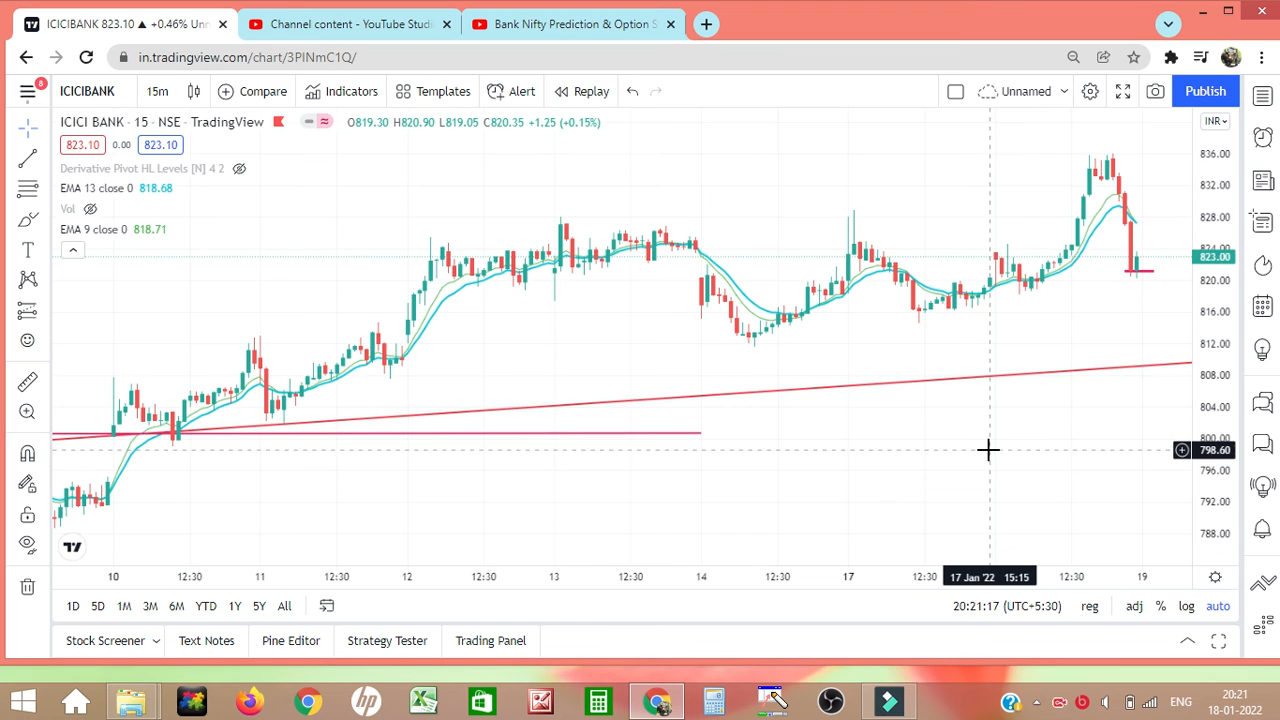 ICICIBANK 823.10 ▲ +0.46% Unn
Channel content - YouTube Studi
Bank Nifty Prediction & Option S
in.tradingview.com/chart/3PlNmC1Q/
8
ICICIBANK
15m
Compare
Indicators
Templates
Alert
Replay
Unnamed
Publish
ICICI BANK · 15 · NSE · TradingView
O819.30 H820.90 L819.05 C820.35 +1.25 (+0.15%)
INR
823.10
0.00
823.10
Derivative Pivot HL Levels [N] 4 2
EMA 13 close 0 818.68
Vol
EMA 9 close 0 818.71
836.00
832.00
828.00
824.00
823.00
820.00
816.00
812.00
808.00
804.00
800.00
798.60
796.00
792.00
788.00
10
12:30
11
12:30
12
12:30
13
12:30
14
12:30
17
12:30
17 Jan '22 15:15
12:30
19
1D
5D
1M
3M
6M
YTD
1Y
5Y
All
20:21:17 (UTC+5:30)
reg
adj
%
log
auto
Stock Screener
Text Notes
Pine Editor
Strategy Tester
Trading Panel
hp
ENG
20:21
18-01-2022